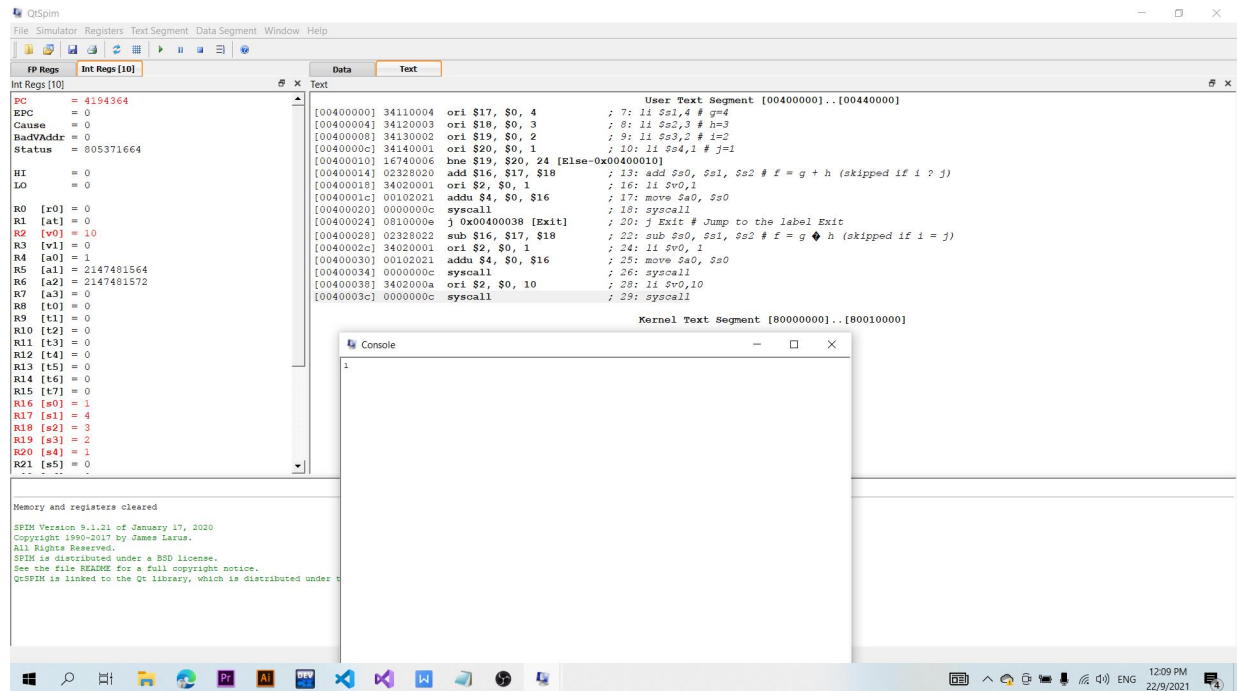 QtSpim
File Simulator Registers Text Segment Data Segment Window Help
FP Regs Int Regs [10]
Int Regs [10]
PC = 4194364
EPC = 0
Cause = 0
BadVAddr = 0
Status = 805371664
HI = 0
LO = 0
R0 [r0] = 0
R1 [at] = 0
R2 [v0] = 10
R3 [v1] = 0
R4 [a0] = 1
R5 [a1] = 2147481564
R6 [a2] = 2147481572
R7 [a3] = 0
R8 [t0] = 0
R9 [t1] = 0
R10 [t2] = 0
R11 [t3] = 0
R12 [t4] = 0
R13 [t5] = 0
R14 [t6] = 0
R15 [t7] = 0
R16 [s0] = 1
R17 [s1] = 4
R18 [s2] = 3
R19 [s3] = 2
R20 [s4] = 1
R21 [s5] = 0
Data Text
Text
User Text Segment [00400000]..[00440000]
[00400000] 34110004 ori $17, $0, 4 ; 7: li $s1,4 # g=4
[00400004] 34120003 ori $18, $0, 3 ; 8: li $s2,3 # h=3
[00400008] 34130002 ori $19, $0, 2 ; 9: li $s3,2 # i=2
[0040000c] 34140001 ori $20, $0, 1 ; 10: li $s4,1 # j=1
[00400010] 16740006 bne $19, $20, 24 [Else-0x00400010]
[00400014] 02328020 add $16, $17, $18 ; 13: add $s0, $s1, $s2 # f = g + h (skipped if i ? j)
[00400018] 34020001 ori $2, $0, 1 ; 16: li $v0,1
[0040001c] 00102021 addu $4, $0, $16 ; 17: move $a0, $s0
[00400020] 0000000c syscall ; 18: syscall
[00400024] 0810000e j 0x00400038 [Exit] ; 20: j Exit # Jump to the label Exit
[00400028] 02328022 sub $16, $17, $18 ; 22: sub $s0, $s1, $s2 # f = g � h (skipped if i = j)
[0040002c] 34020001 ori $2, $0, 1 ; 24: li $v0, 1
[00400030] 00102021 addu $4, $0, $16 ; 25: move $a0, $s0
[00400034] 0000000c syscall ; 26: syscall
[00400038] 3402000a ori $2, $0, 10 ; 28: li $v0,10
[0040003c] 0000000c syscall ; 29: syscall
Kernel Text Segment [80000000]..[80010000]
Console
1
Memory and registers cleared
SPIM Version 9.1.21 of January 17, 2020
Copyright 1990-2017 by James Larus.
All Rights Reserved.
SPIM is distributed under a BSD license.
See the file README for a full copyright notice.
QtSPIM is linked to the Qt library, which is distributed under
Pr Ai DEV W
ENG
12:09 PM
22/9/2021
4